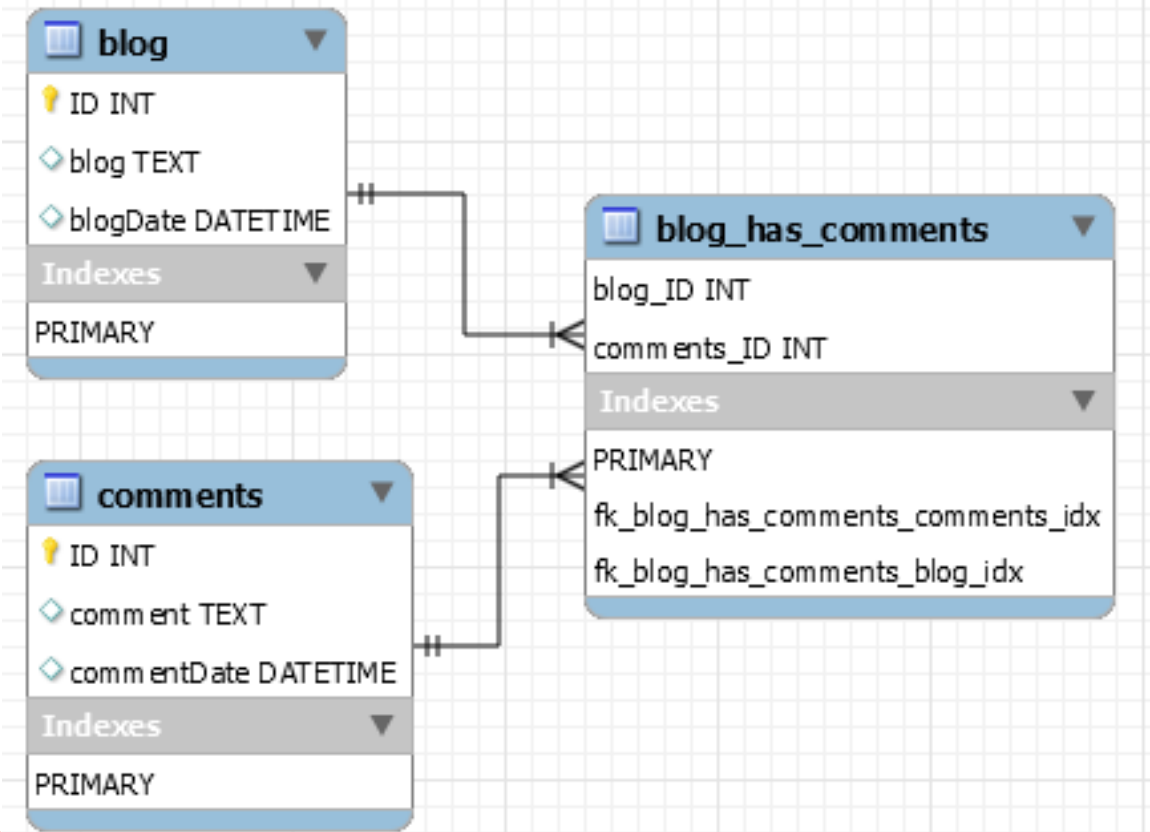 blog
ID INT
blog TEXT
blogDate DATETIME
Indexes
PRIMARY
blog_has_comments
blog_ID INT
comments_ID INT
Indexes
PRIMARY
fk_blog_has_comments_comments_idx
fk_blog_has_comments_blog_idx
comments
ID INT
comment TEXT
commentDate DATETIME
Indexes
PRIMARY